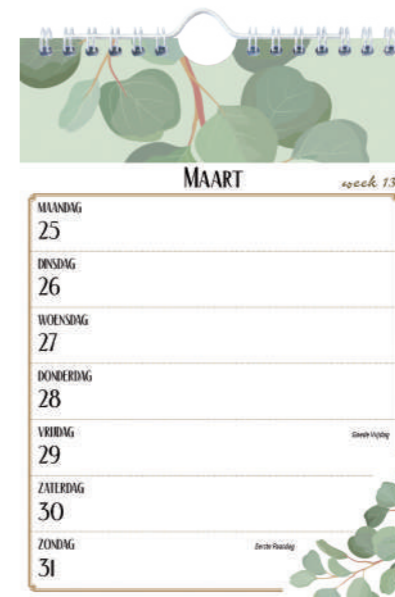 MAART
week 13
MAANDAG
25
DINSDAG
26
WOENSDAG
27
DONDERDAG
28
VRIJDAG
Goede Vrijdag
29
ZATERDAG
30
ZONDAG
Eerste Paasdag
31